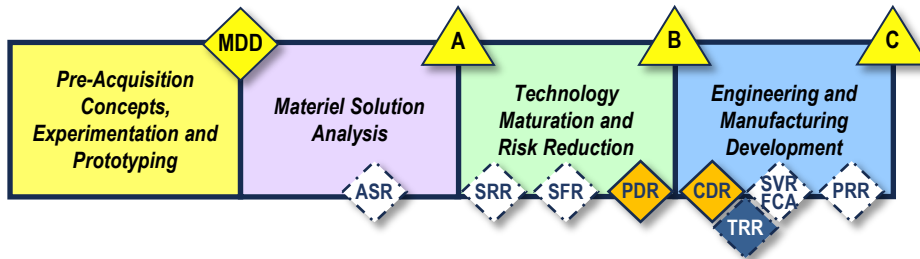 MDD
A
B
C
Pre-Acquisition
Concepts,
Experimentation and
Prototyping
Materiel Solution
Analysis
Technology
Maturation and
Risk Reduction
Engineering and
Manufacturing
Development
ASR
SRR
SFR
PDR
CDR
SVR
FCA
PRR
TRR